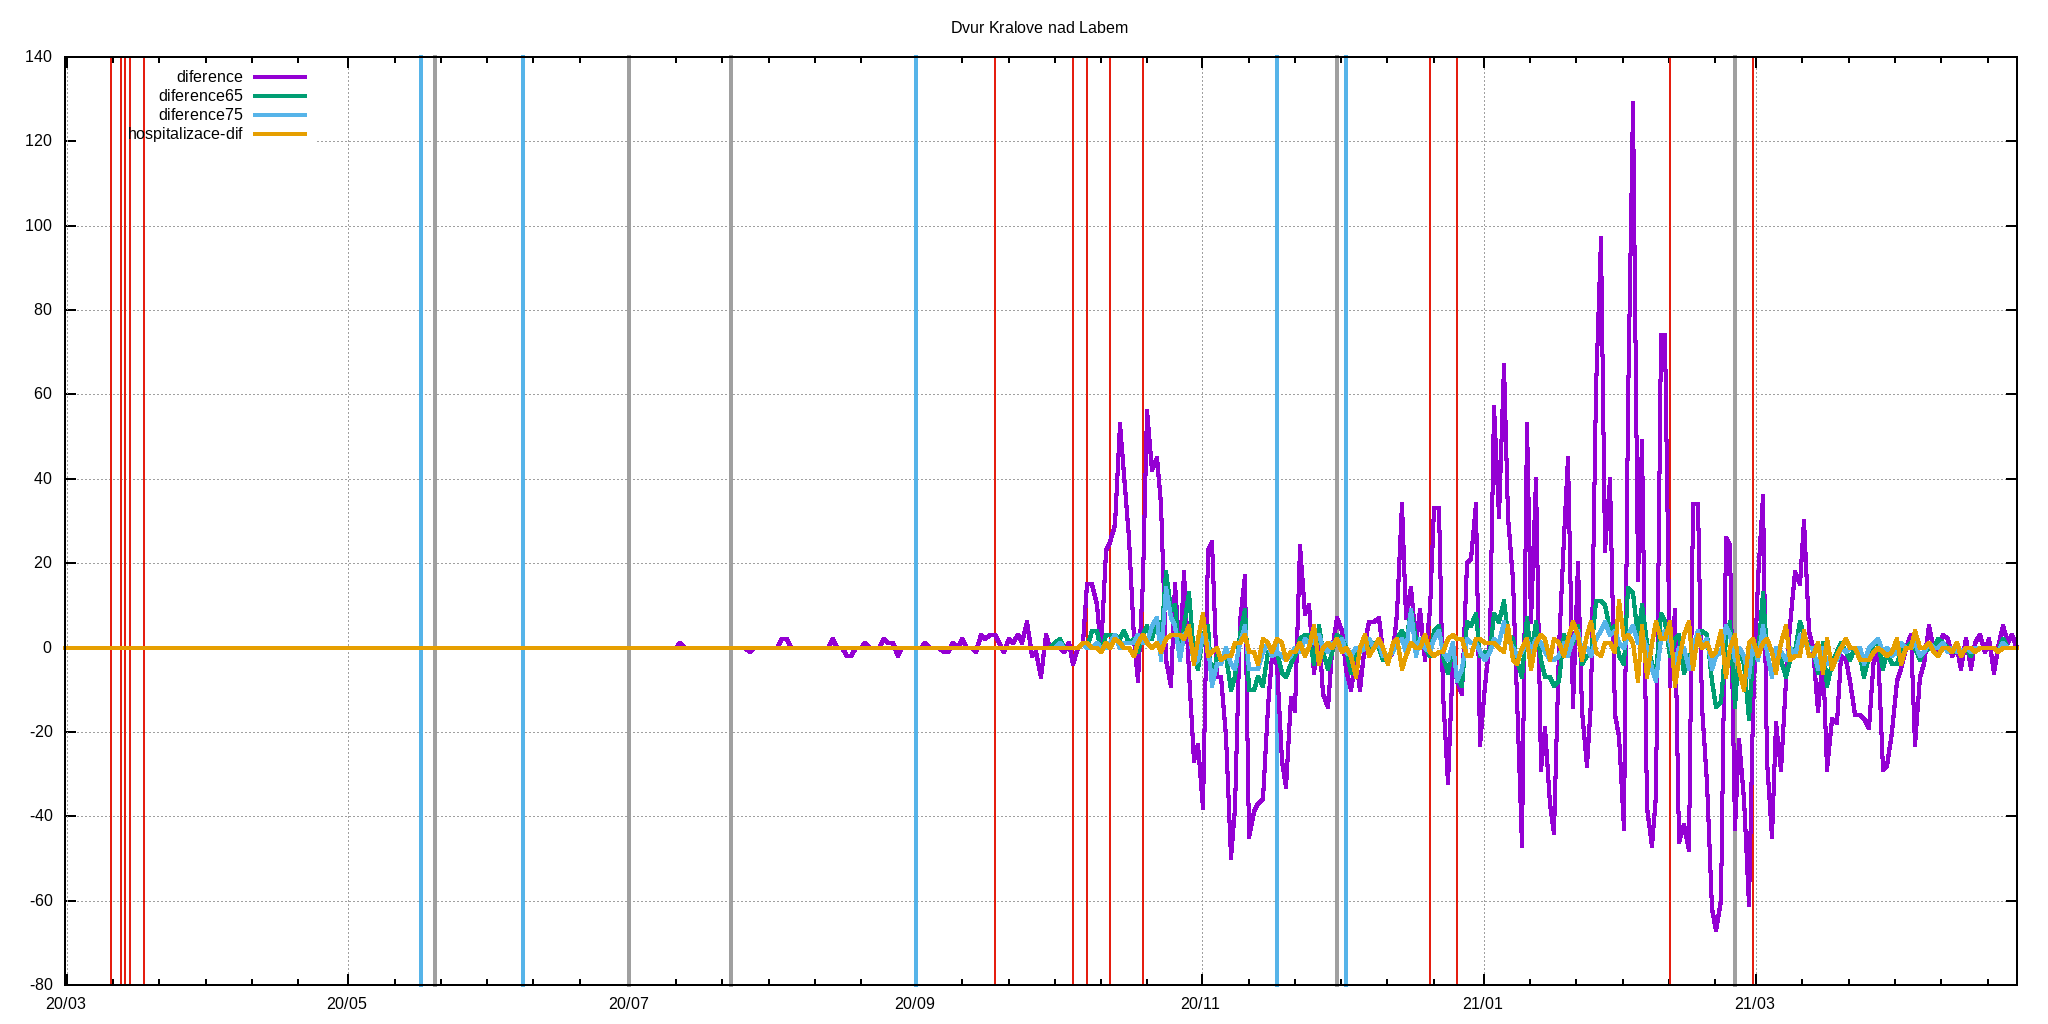 Dvur Kralove nad Labem
140
120
100
80
60
40
20
0
-20
-40
-60
-80
diference
diference65
diference75
hospitalizace-dif
20/03 20/05 20/07 20/09 20/11 21/01 21/03